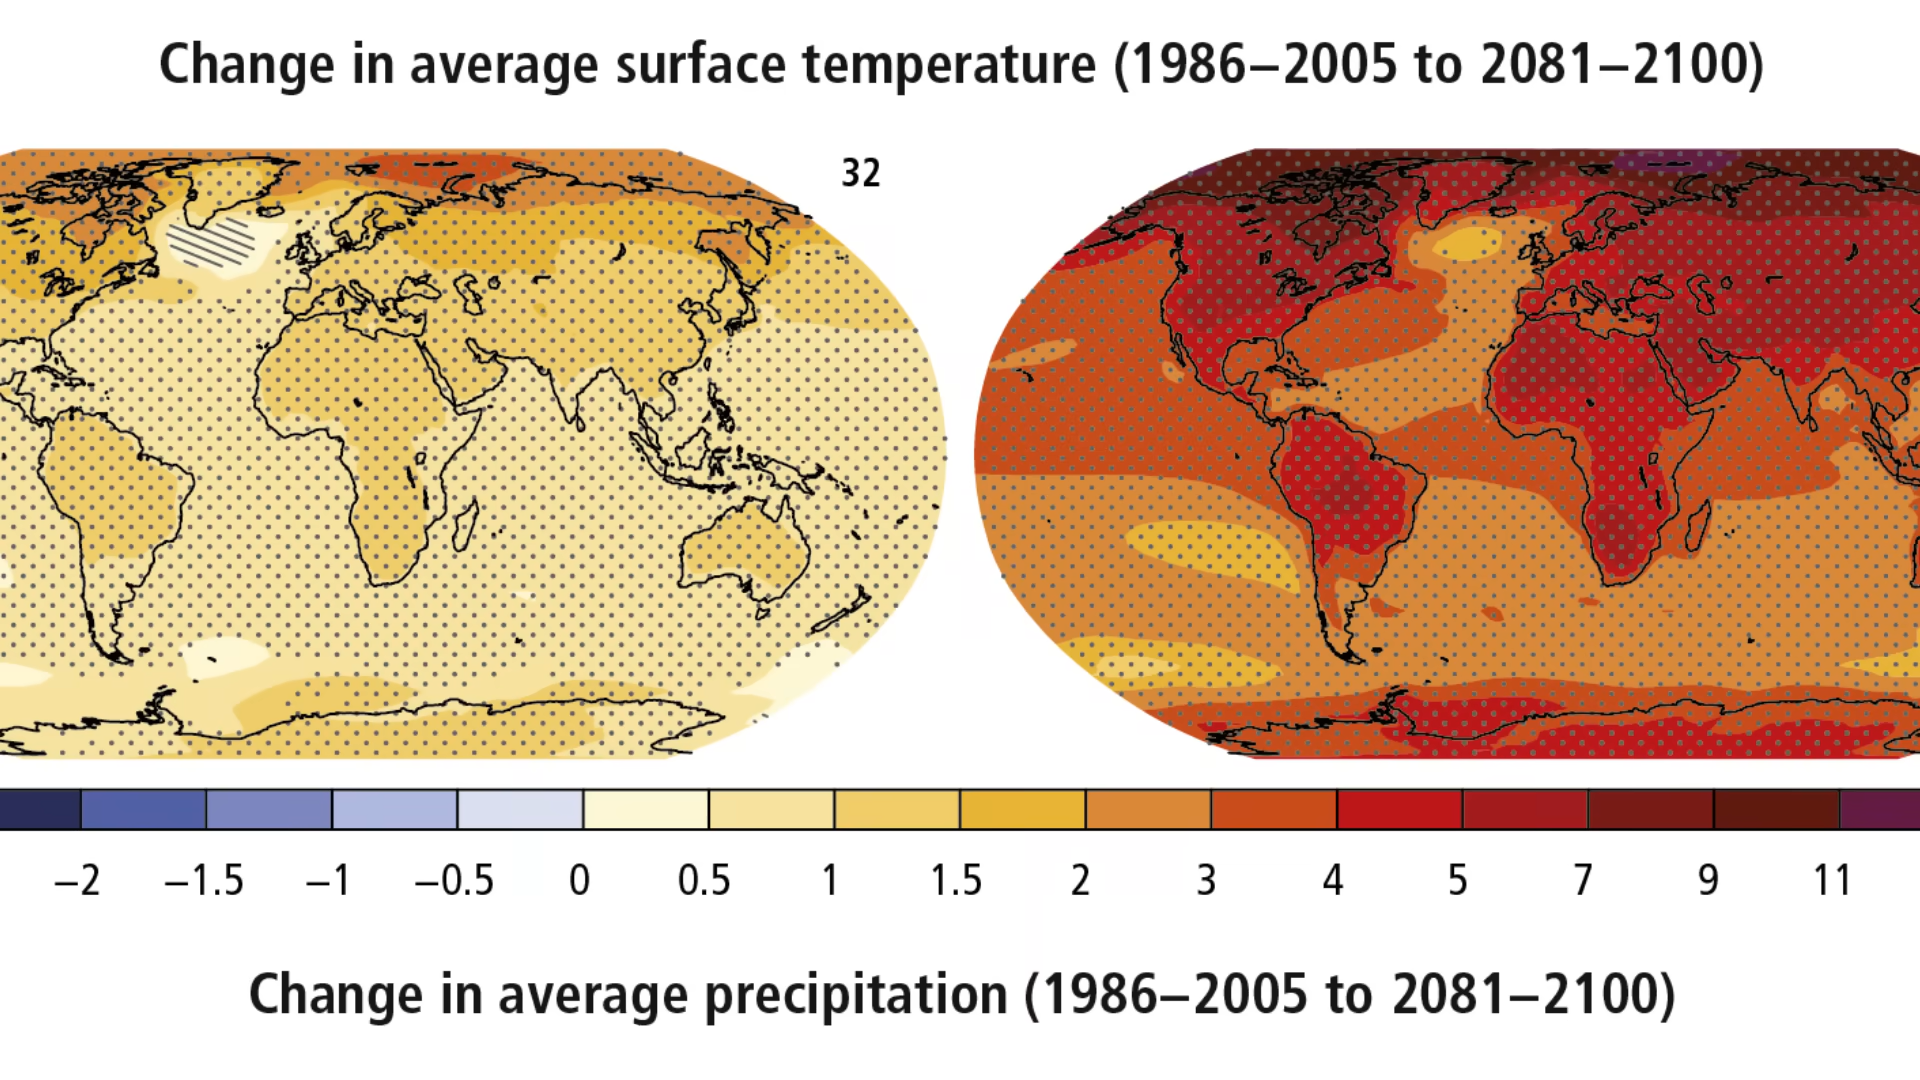 Change in average surface temperature (1986–2005 to 2081–2100)
32
–2 –1.5 –1 –0.5 0 0.5 1 1.5 2 3 4 5 7 9 11
Change in average precipitation (1986–2005 to 2081–2100)